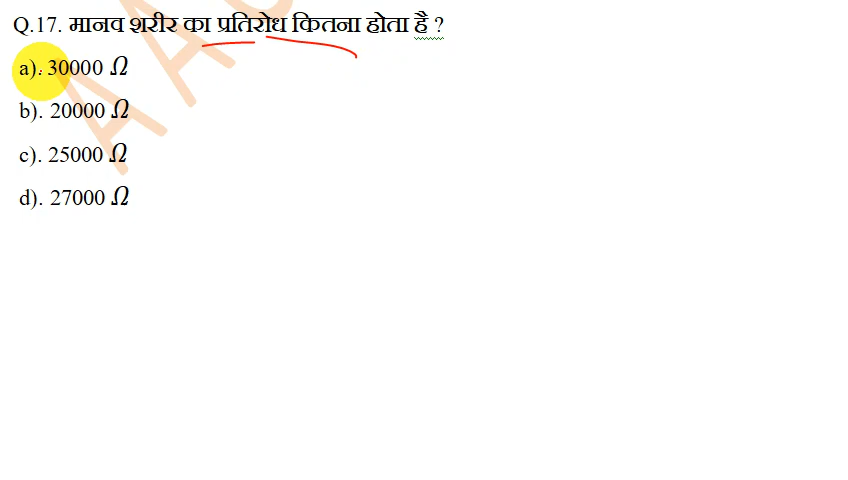 Q.17. मानव शरीर का प्रतिरोध कितना होता है ?
a). 30000 Ω
b). 20000 Ω
c). 25000 Ω
d). 27000 Ω